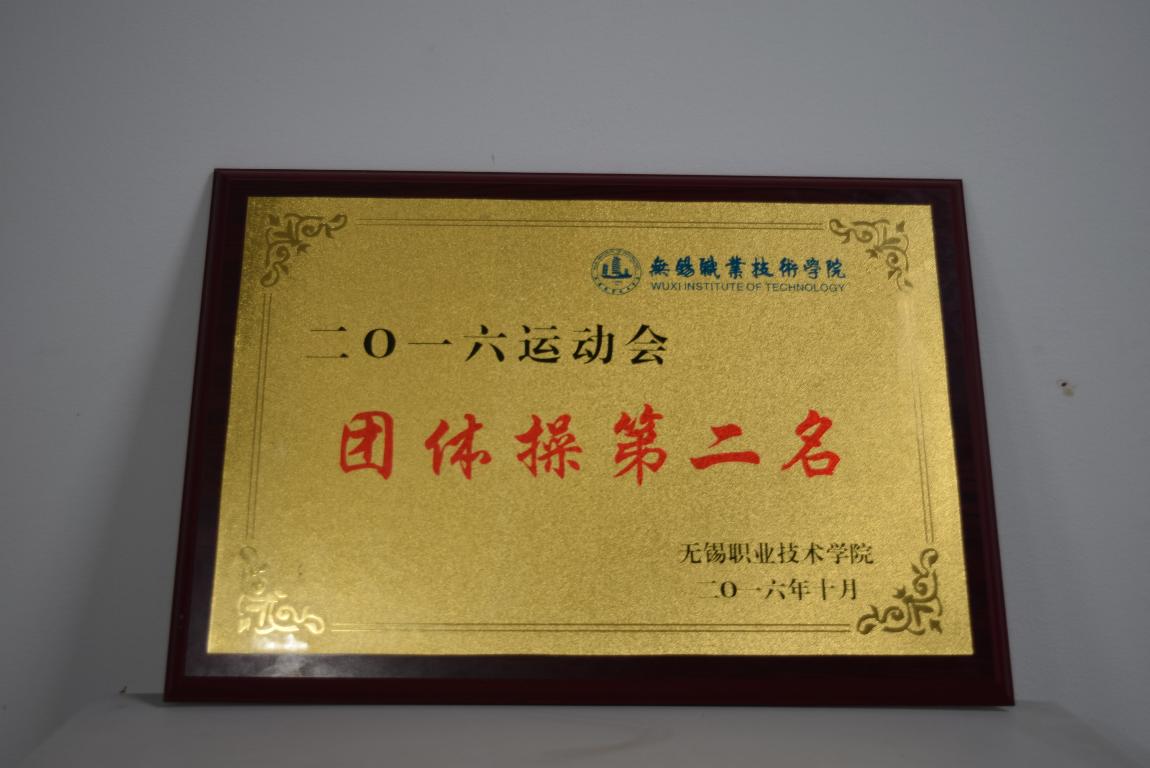 無錫職業技術學院
WUXI INSTITUTE OF TECHNOLOGY
二O一六运动会
团体操第二名
无锡职业技术学院
二O一六年十月